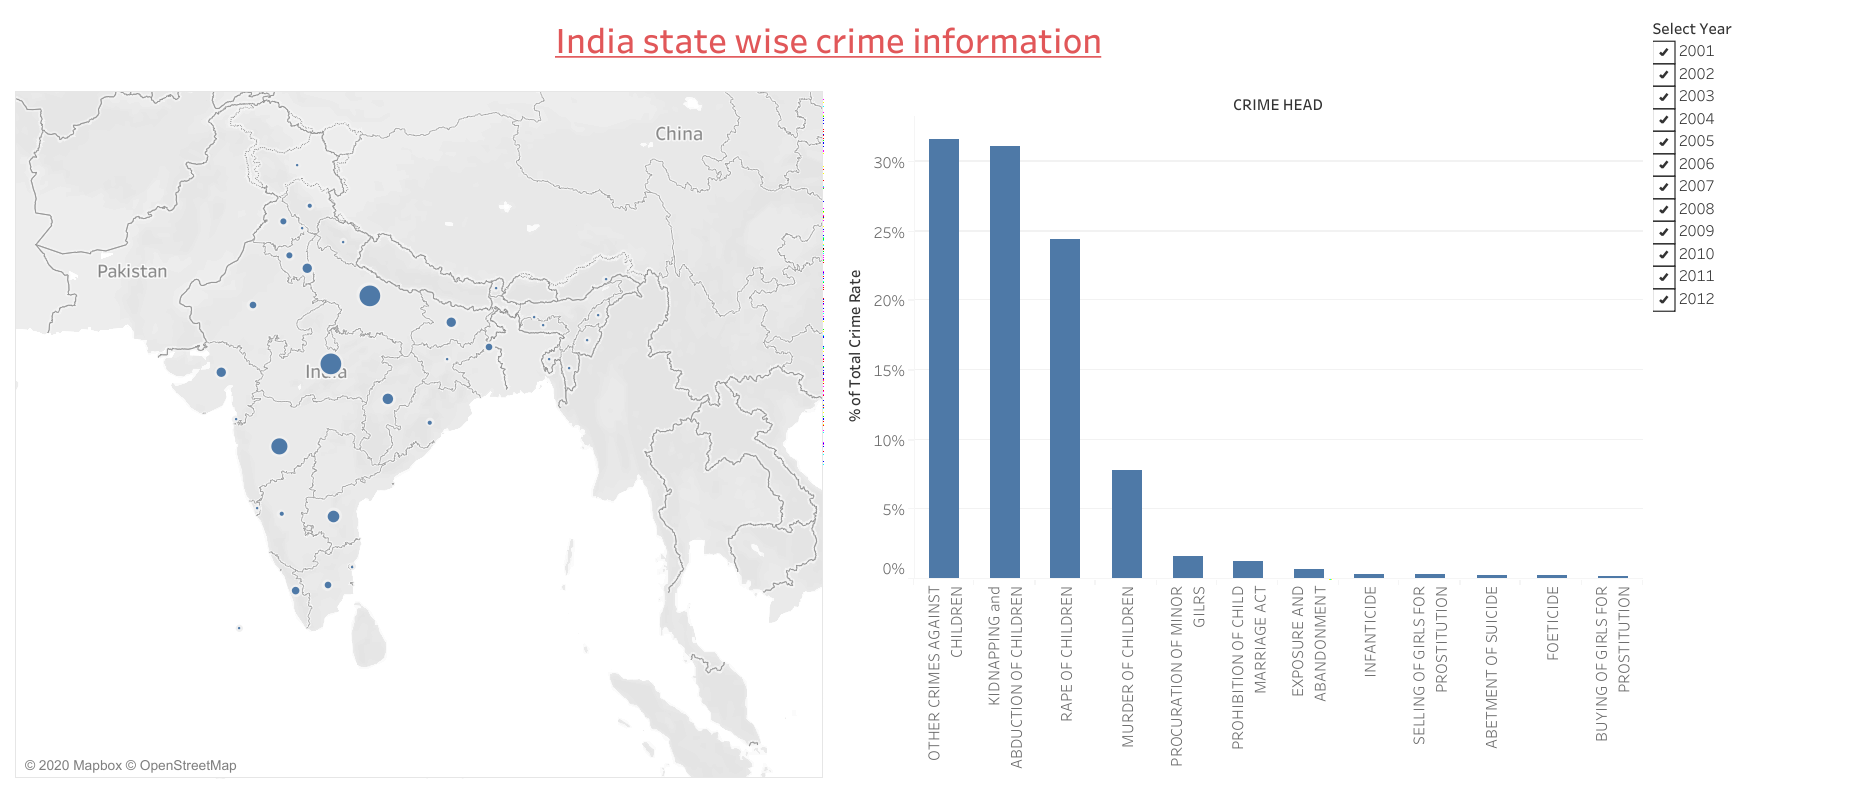 India state wise crime information
Select Year
2001
2002
2003
2004
2005
2006
2007
2008
2009
2010
2011
2012
China
Pakistan
India
© 2020 Mapbox © OpenStreetMap
CRIME HEAD
% of Total Crime Rate
30%
25%
20%
15%
10%
5%
0%
OTHER CRIMES AGAINST
CHILDREN
KIDNAPPING and
ABDUCTION OF CHILDREN
RAPE OF CHILDREN
MURDER OF CHILDREN
PROCURATION OF MINOR
GILRS
PROHIBITION OF CHILD
MARRIAGE ACT
EXPOSURE AND
ABANDONMENT
INFANTICIDE
SELLING OF GIRLS FOR
PROSTITUTION
ABETMENT OF SUICIDE
FOETICIDE
BUYING OF GIRLS FOR
PROSTITUTION